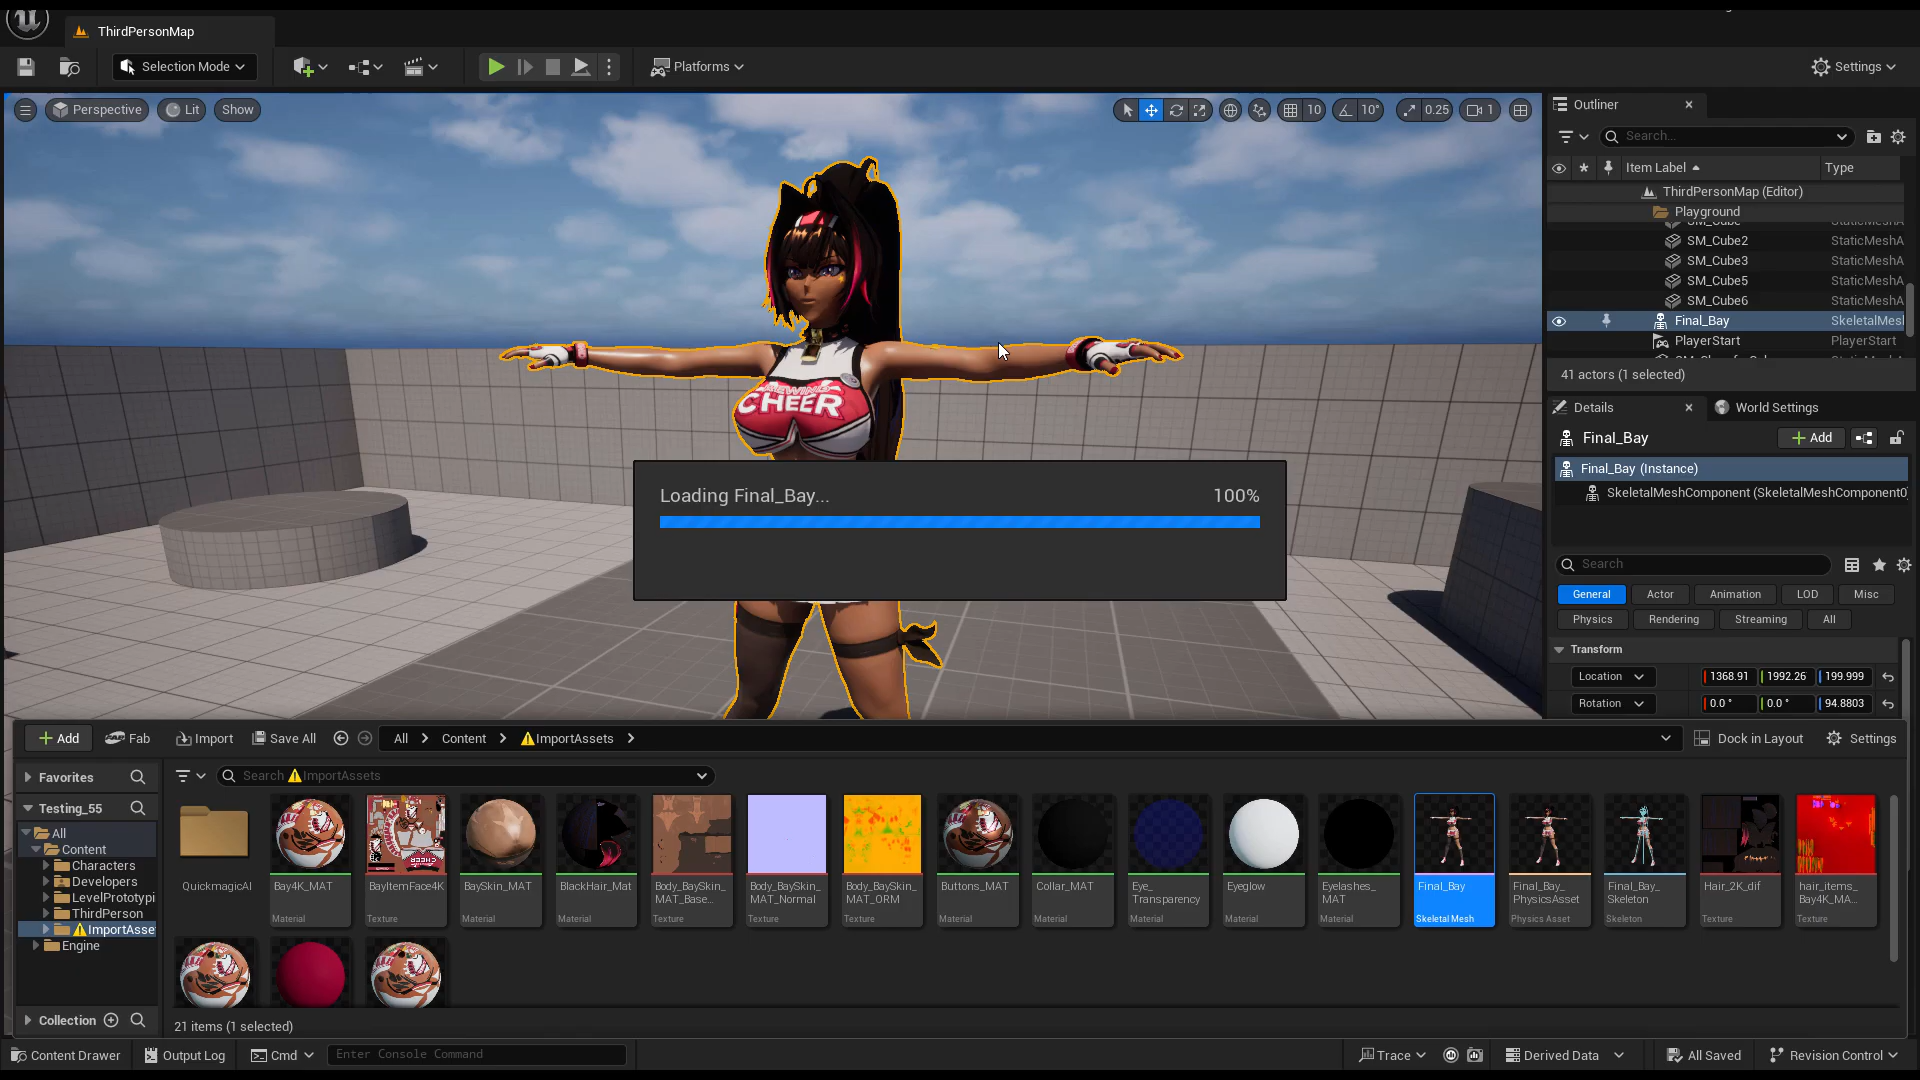 ThirdPersonMap
Selection Mode
Platforms
Settings
Perspective
Lit
Show
10
10°
0.25
1
Outliner
Search...
Item Label
Type
ThirdPersonMap (Editor)
Playground
SM_Cube
SM_Cube2
StaticMeshA
SM_Cube3
StaticMeshA
SM_Cube5
StaticMeshA
SM_Cube6
StaticMeshA
Final_Bay
SkeletalMesl
PlayerStart
PlayerStart
41 actors (1 selected)
CHEER
Details
World Settings
Final_Bay
Add
Final_Bay (Instance)
SkeletalMeshComponent (SkeletalMeshComponent0)
Loading Final_Bay...
100%
Search
General
Actor
Animation
LOD
Misc
Physics
Rendering
Streaming
All
Transform
Location
1368.91
1992.26
199.999
Rotation
0.0 °
0.0 °
94.8803
Add
Fab
Import
Save All
All
Content
ImportAssets
Dock in Layout
Settings
Favorites
Search ImportAssets
Testing_55
All
Content
Characters
Developers
LevelPrototypi
ThirdPerson
ImportAsse
Engine
Collection
QuickmagicAI
Bay4K_MAT
Material
BayItemFace4K
Texture
BaySkin_MAT
Material
BlackHair_Mat
Material
Body_BaySkin_
MAT_Base...
Texture
Body_BaySkin_
MAT_Normal
Texture
Body_BaySkin_
MAT_ORM
Texture
Buttons_MAT
Material
Collar_MAT
Material
Eye_
Transparency
Material
Eyeglow
Material
Eyelashes_
MAT
Material
Final_Bay
Skeletal Mesh
Final_Bay_
PhysicsAsset
Physics Asset
Final_Bay_
Skeleton
Skeleton
Hair_2K_dif
Texture
hair_items_
Bay4K_MA...
Texture
21 items (1 selected)
Content Drawer
Output Log
Cmd
Enter Console Command
Trace
Derived Data
All Saved
Revision Control